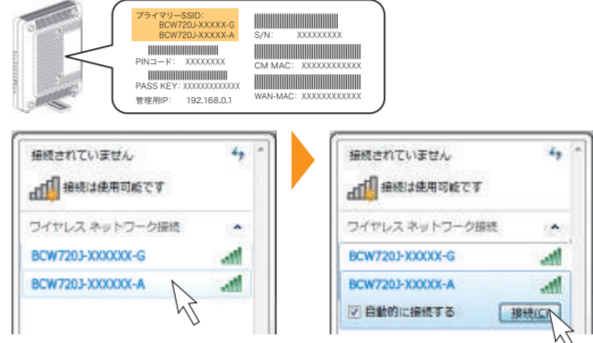 プライマリーSSID:
BCW720J-XXXXX-G
BCW720J-XXXXX-A
PINコード: XXXXXXXX
PASS KEY: XXXXXXXXXXXXX
管理用IP: 192.168.0.1
S/N: XXXXXXXXX
CM MAC: XXXXXXXXXXXX
WAN-MAC: XXXXXXXXXXXX
接続されていません
接続は使用可能です
ワイヤレス ネットワーク接続
BCW720J-XXXXXX-G
BCW720J-XXXXXX-A
接続されていません
接続は使用可能です
ワイヤレス ネットワーク接続
BCW720J-XXXXX-G
BCW720J-XXXXX-A
自動的に接続する 接続(C)